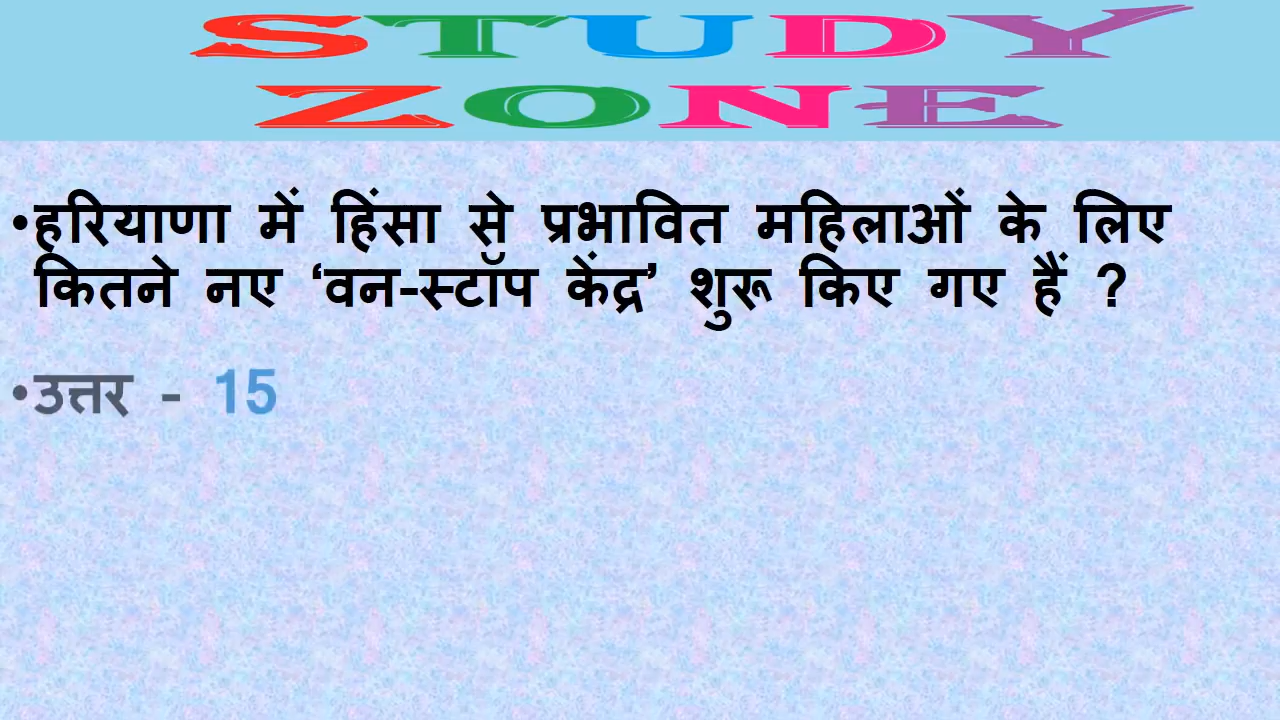 STUDY
ZONE
•हरियाणा में हिंसा से प्रभावित महिलाओं के लिए
कितने नए ‘वन-स्टॉप केंद्र’ शुरू किए गए हैं ?
•उत्तर - 15